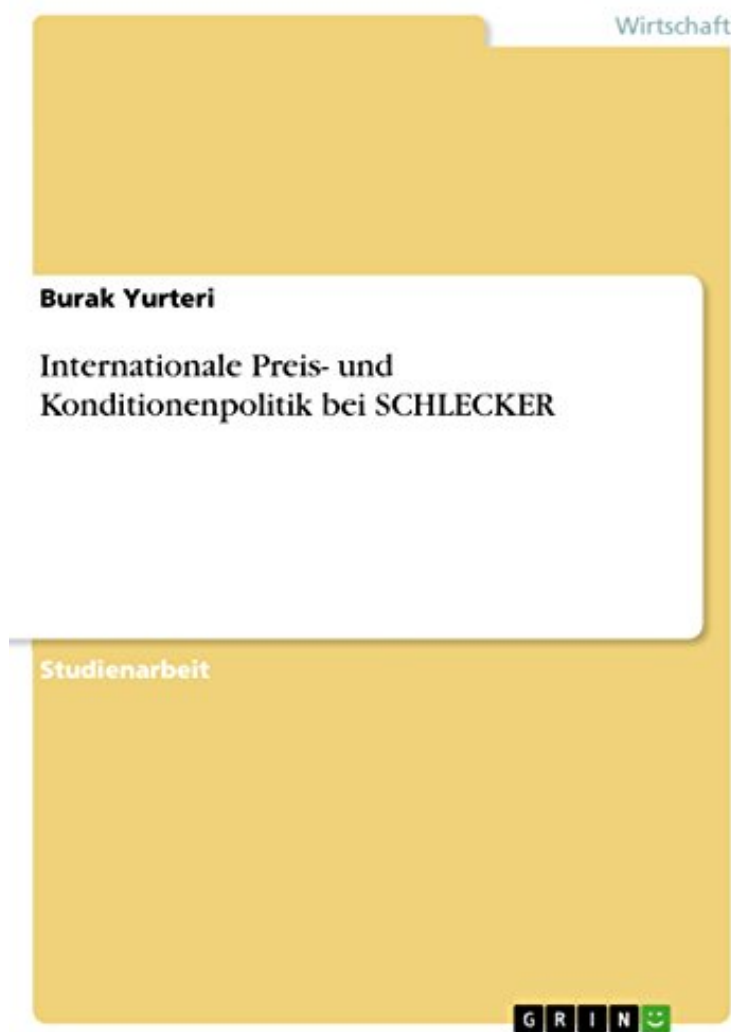 Wirtschaft
Burak Yurteri
Internationale Preis- und
Konditionenpolitik bei SCHLECKER
Studienarbeit
GRIN